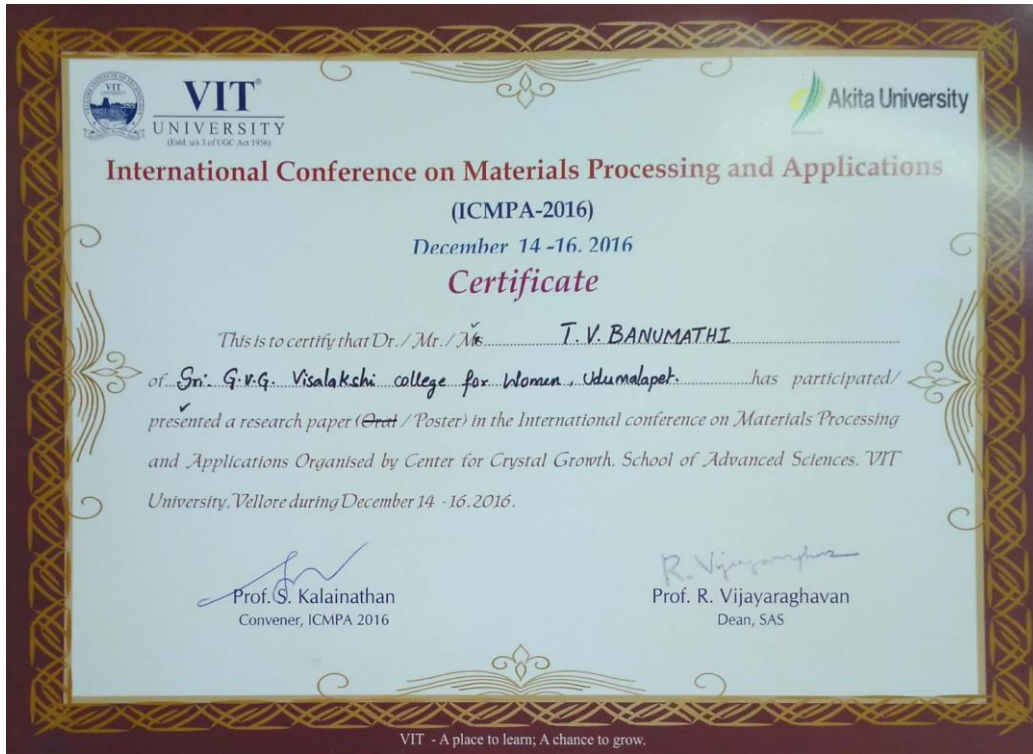 VIT
UNIVERSITY
(Estd. u/s 3 of UGC Act 1956)
Akita University
International Conference on Materials Processing and Applications
(ICMPA-2016)
December 14 -16. 2016
Certificate
This is to certify that Dr. / Mr. / Ms T. V. BANUMATHI
of Sri. G.V.G. Visalakshi college for Women, Udumalapet. has participated/
presented a research paper (Oral / Poster) in the International conference on Materials Processing
and Applications Organised by Center for Crystal Growth. School of Advanced Sciences. VIT
University. Vellore during December 14 - 16. 2016.
R. Vijayaraghavan
Prof. S. Kalainathan
Convener, ICMPA 2016
Prof. R. Vijayaraghavan
Dean, SAS
VIT - A place to learn; A chance to grow.